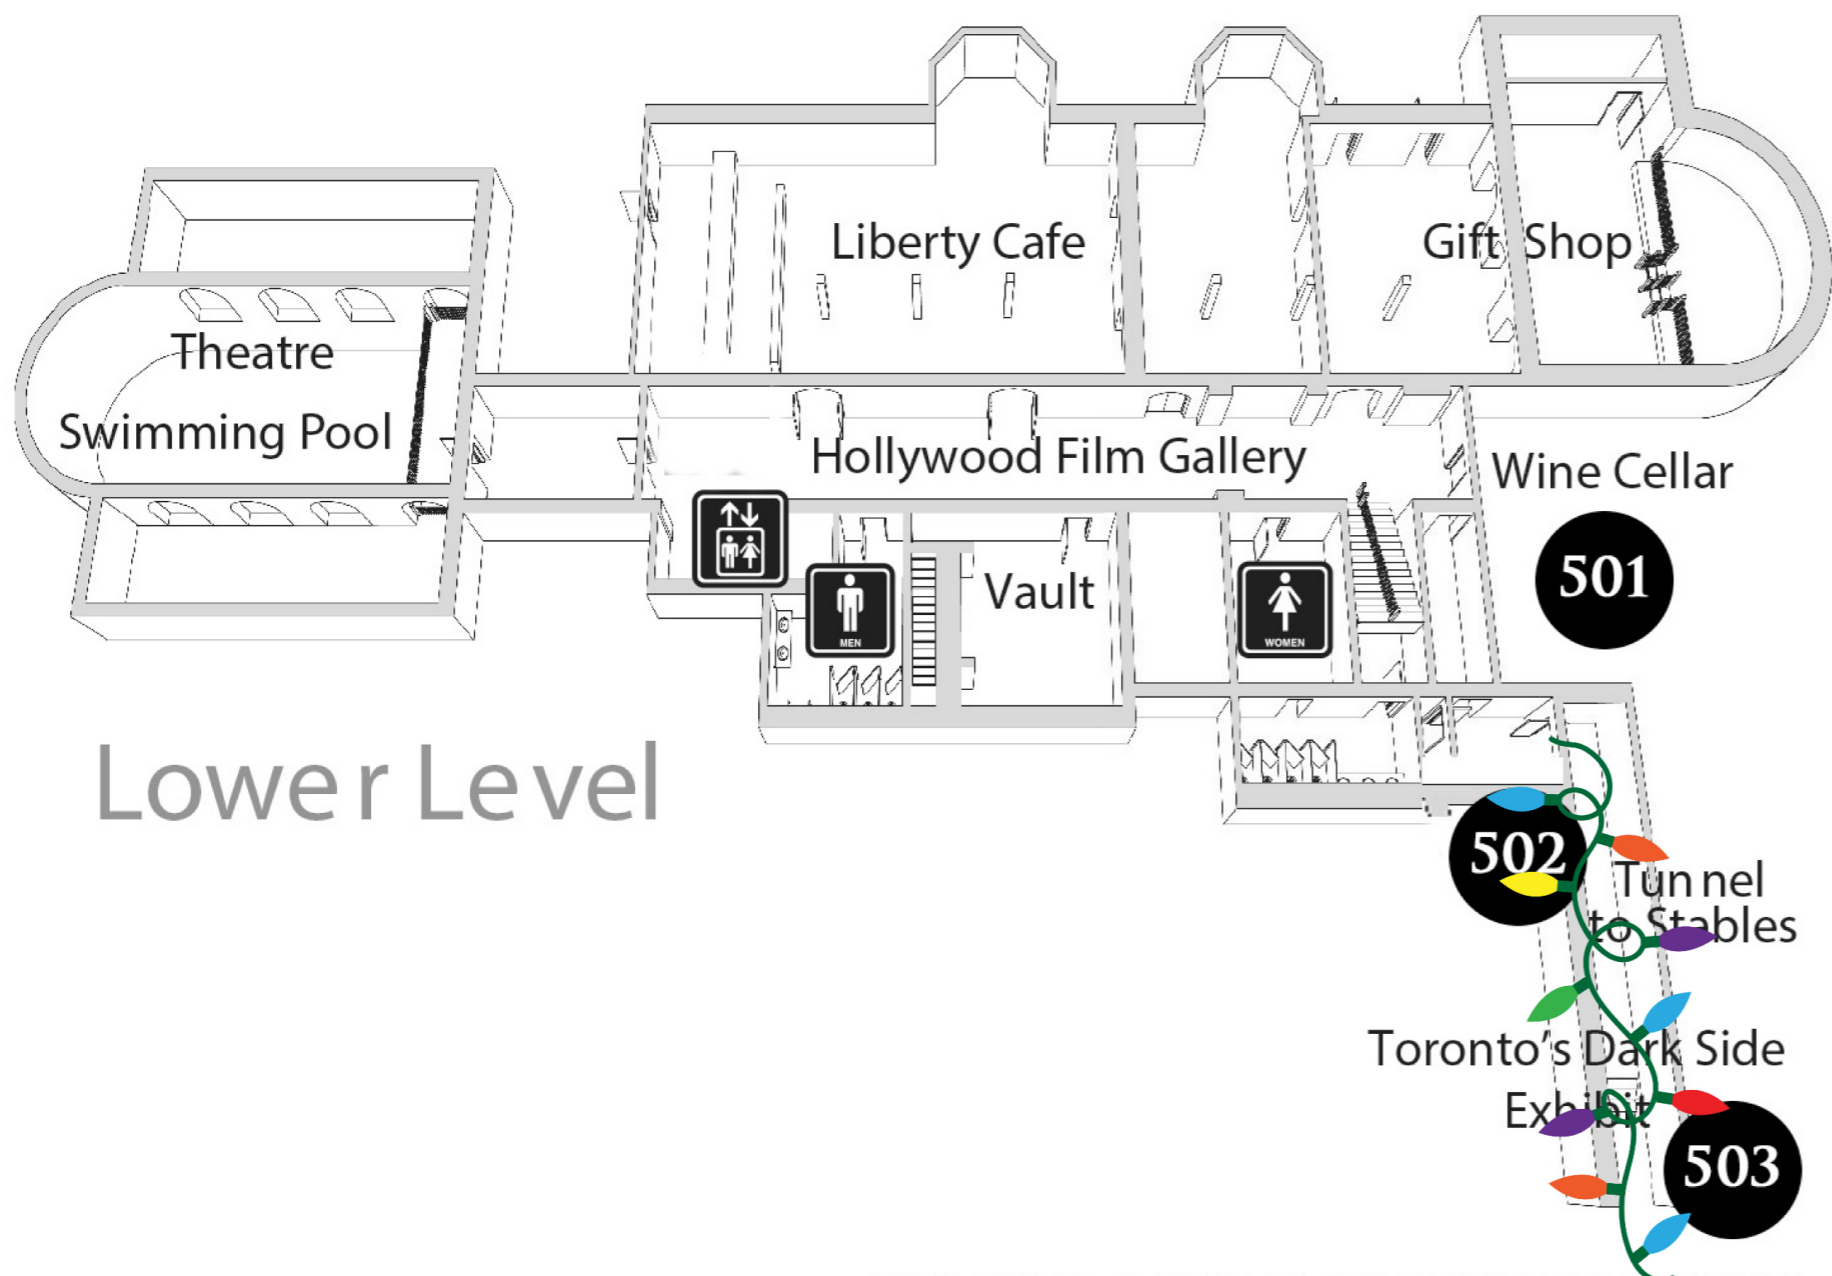 Liberty Cafe
Gift Shop
Theatre
Swimming Pool
Hollywood Film Gallery
Wine Cellar
501
Vault
MEN
WOMEN
Lower Level
502
Tunnel
to Stables
Toronto's Dark Side
Exhibit
503